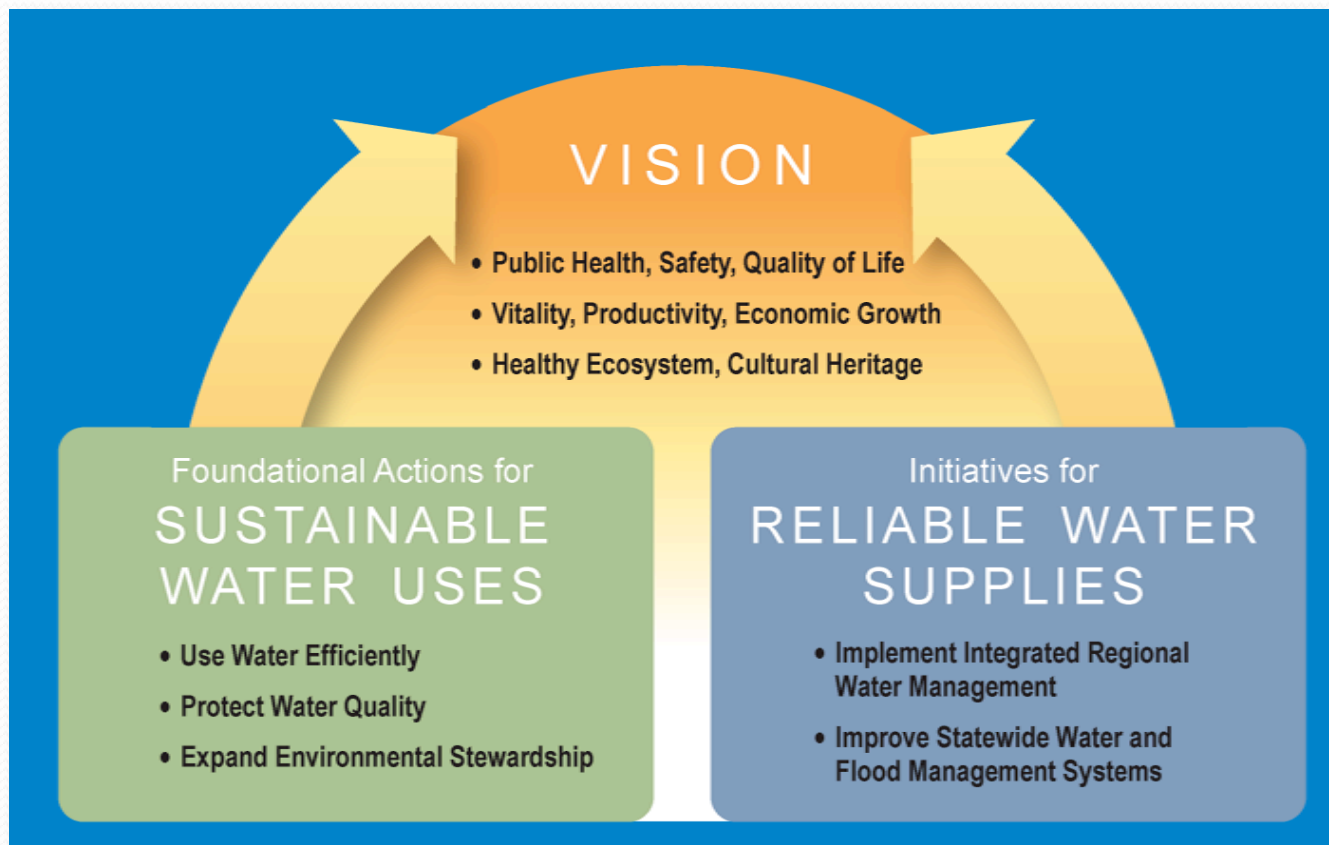 VISION
• Public Health, Safety, Quality of Life
• Vitality, Productivity, Economic Growth
• Healthy Ecosystem, Cultural Heritage
Foundational Actions for
SUSTAINABLE
WATER USES
• Use Water Efficiently
• Protect Water Quality
• Expand Environmental Stewardship
Initiatives for
RELIABLE WATER
SUPPLIES
• Implement Integrated Regional
Water Management
• Improve Statewide Water and
Flood Management Systems